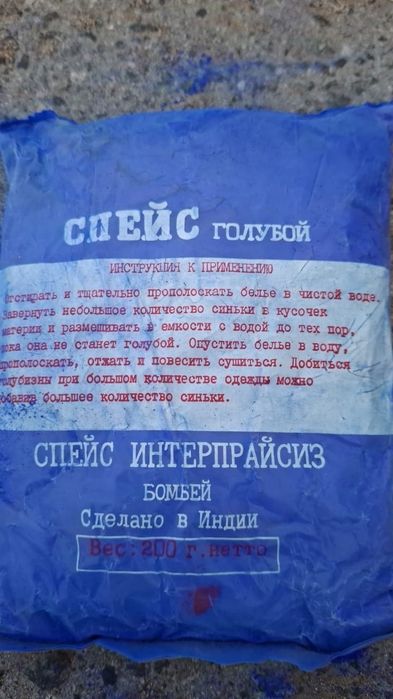 СПЕЙС ГОЛУБОЙ
ИНСТРУКЦИЯ К ПРИМЕНЕНИЮ
Отстирать и тщательно прополоскать белье в чистой воде.
Завернуть небольшое количество синьки в кусочек
материи и размешивать в емкости с водой до тех пор,
пока она не станет голубой. Опустить белье в воду,
прополоскать, отжать и повесить сушиться. Добиться
голубизны при большом количестве одежды можно
добавив большее количество синьки.
СПЕЙС ИНТЕРПРАЙСИЗ
БОМБЕЙ
Сделано в Индии
Вес: 200 г.нетто